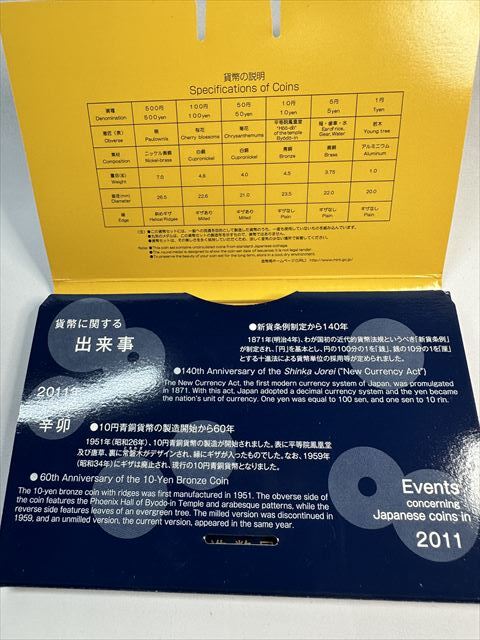 貨幣の説明
Specifications of Coins
額種 500円 100円 50円 10円 5円 1円
Denomination 500yen 100yen 50yen 10yen 5yen 1yen
桐 桜花 菊花 平等院鳳凰堂 稲・歯車・水 若木
Obverse Paulownia Cherry blossoms Chrysanthemums "Hōō-dō" of the temple Byōdō-in Ear of rice, Gear, Water Young tree
素材 ニッケル黄銅 白銅 白銅 青銅 黄銅 アルミニウム
Composition Nickel-brass Cupronickel Cupronickel Bronze Brass Aluminum
Weight 7.0 4.8 4.0 4.5 3.75 1.0
Diameter 26.5 22.6 21.0 23.5 22.0 20.0
斜めギザ ギザあり ギザあり ギザなし ギザなし ギザなし
Edge Helical Ridges Milled Milled Plain Plain Plain
貨幣に関する
出来事
2011年
辛卯
●新貨条例制定から140年
1871年(明治4年)、わが国初の近代的貨幣法規というべき「新貨条例」
が制定され、「円」を基本とし、円の100分の1を「銭」、銭の10分の1を「厘」
とする十進法による貨幣単位の採用等が定められました。
●140th Anniversary of the Shinka Jorei ("New Currency Act")
The New Currency Act, the first modern currency system of Japan, was promulgated
in 1871. With this act, Japan adopted a decimal currency system and the yen became
the nation's unit of currency. One yen was equal to 100 sen, and one sen to 10 rin.
●10円青銅貨幣の製造開始から60年
1951年(昭和26年)、10円青銅貨幣の製造が開始されました。表に平等院鳳凰堂
及び唐草、裏に常盤木がデザインされ、縁にギザが入ったものでした。なお、1959年
(昭和34年)にギザは廃止され、現行の10円青銅貨幣となりました。
●60th Anniversary of the 10-Yen Bronze Coin
The 10-yen bronze coin with ridges was first manufactured in 1951. The obverse side of
the coin features the Phoenix Hall of Byodo-in Temple and arabesque patterns, while the
reverse side features leaves of an evergreen tree. The milled version was discontinued in
1959, and an unmilled version, the current version, appeared in the same year.
Events
concerning
Japanese coins in
2011